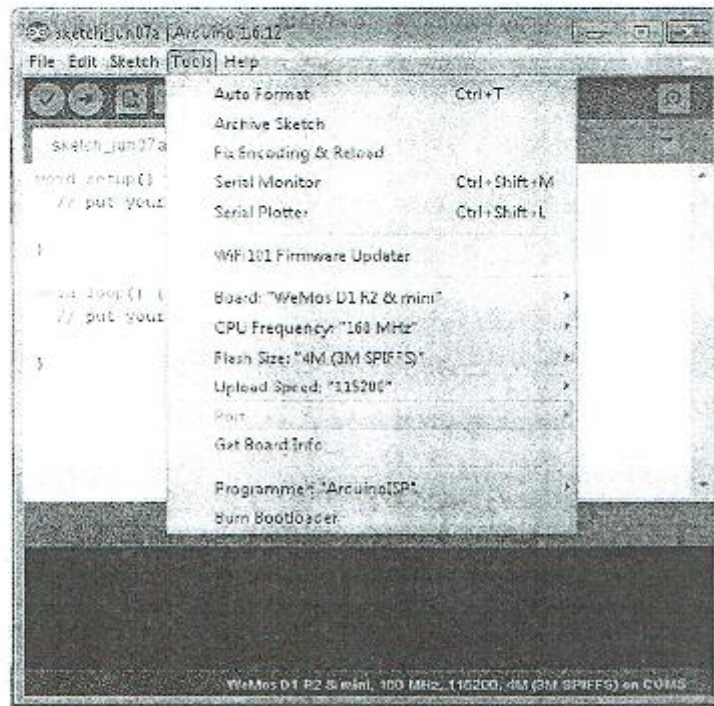 sketch_jun07a | Arduino 1.6.12
File Edit Sketch Tools Help
Auto Format Ctrl+T
Archive Sketch
Fix Encoding & Reload
Serial Monitor Ctrl+Shift+M
Serial Plotter Ctrl+Shift+L
WiFi101 Firmware Updater
Board: "WeMos D1 R2 & mini"
CPU Frequency: "160 MHz"
Flash Size: "4M (3M SPIFFS)"
Upload Speed: "115200"
Port
Get Board Info
Programmer: "ArduinoISP"
Burn Bootloader
sketch_jun07a
void setup()
// put your
}
void loop() {
// put your
}
WeMos D1 R2 & mini, 160 MHz, 115200, 4M (3M SPIFFS) on